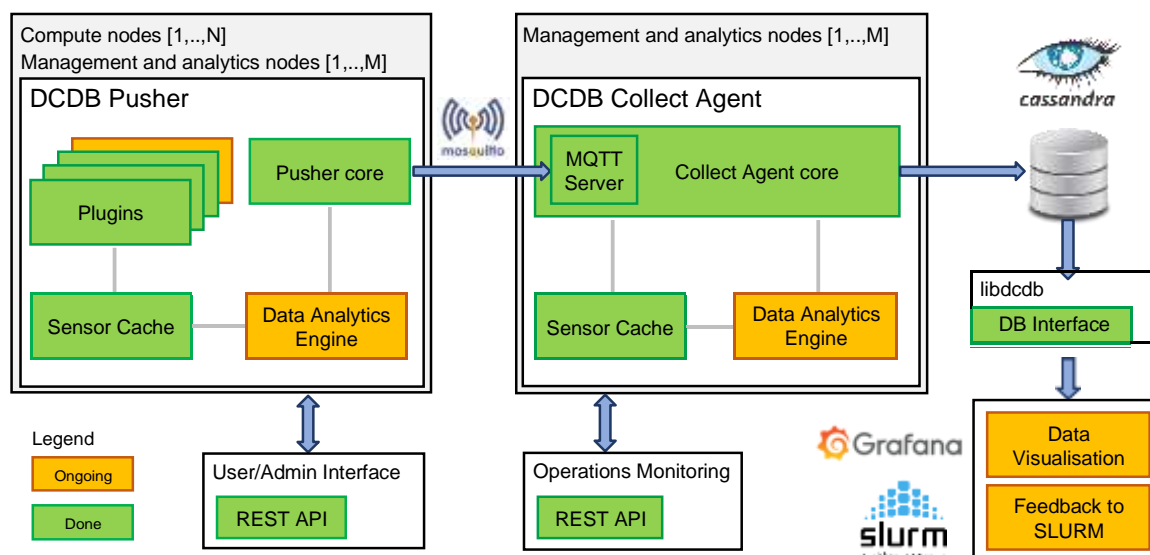 Compute nodes [1,..,N]
Management and analytics nodes [1,..,M]
DCDB Pusher
Plugins
Pusher core
Sensor Cache
Data Analytics
Engine
mosquitto
Management and analytics nodes [1,..,M]
DCDB Collect Agent
MQTT
Server
Collect Agent core
Sensor Cache
Data Analytics
Engine
cassandra
libdcdb
DB Interface
Legend
Ongoing
Done
User/Admin Interface
REST API
Operations Monitoring
REST API
Grafana
slurm
Data
Visualisation
Feedback to
SLURM